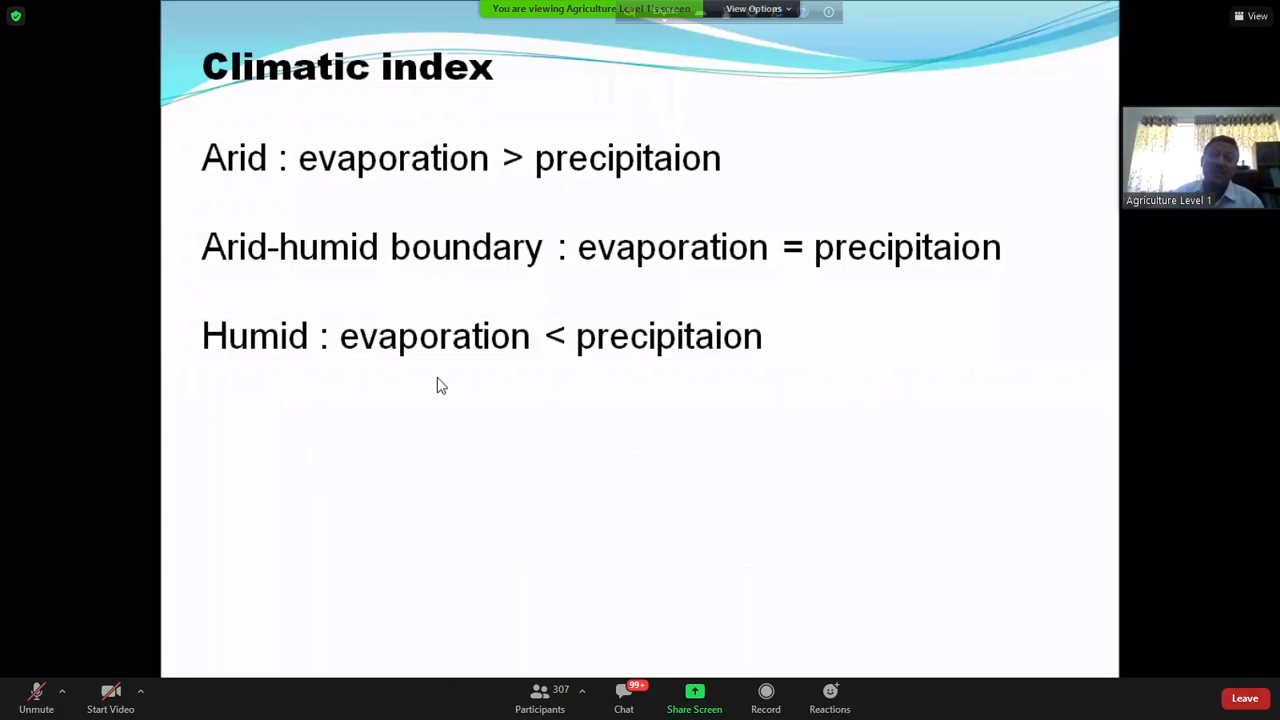 You are viewing Agriculture Level 1's screen
View Options
View
Climatic index
Arid : evaporation > precipitaion
Agriculture Level 1
Arid-humid boundary : evaporation = precipitaion
Humid : evaporation < precipitaion
Unmute
Start Video
307
Participants
99+
Chat
Share Screen
Record
Reactions
Leave